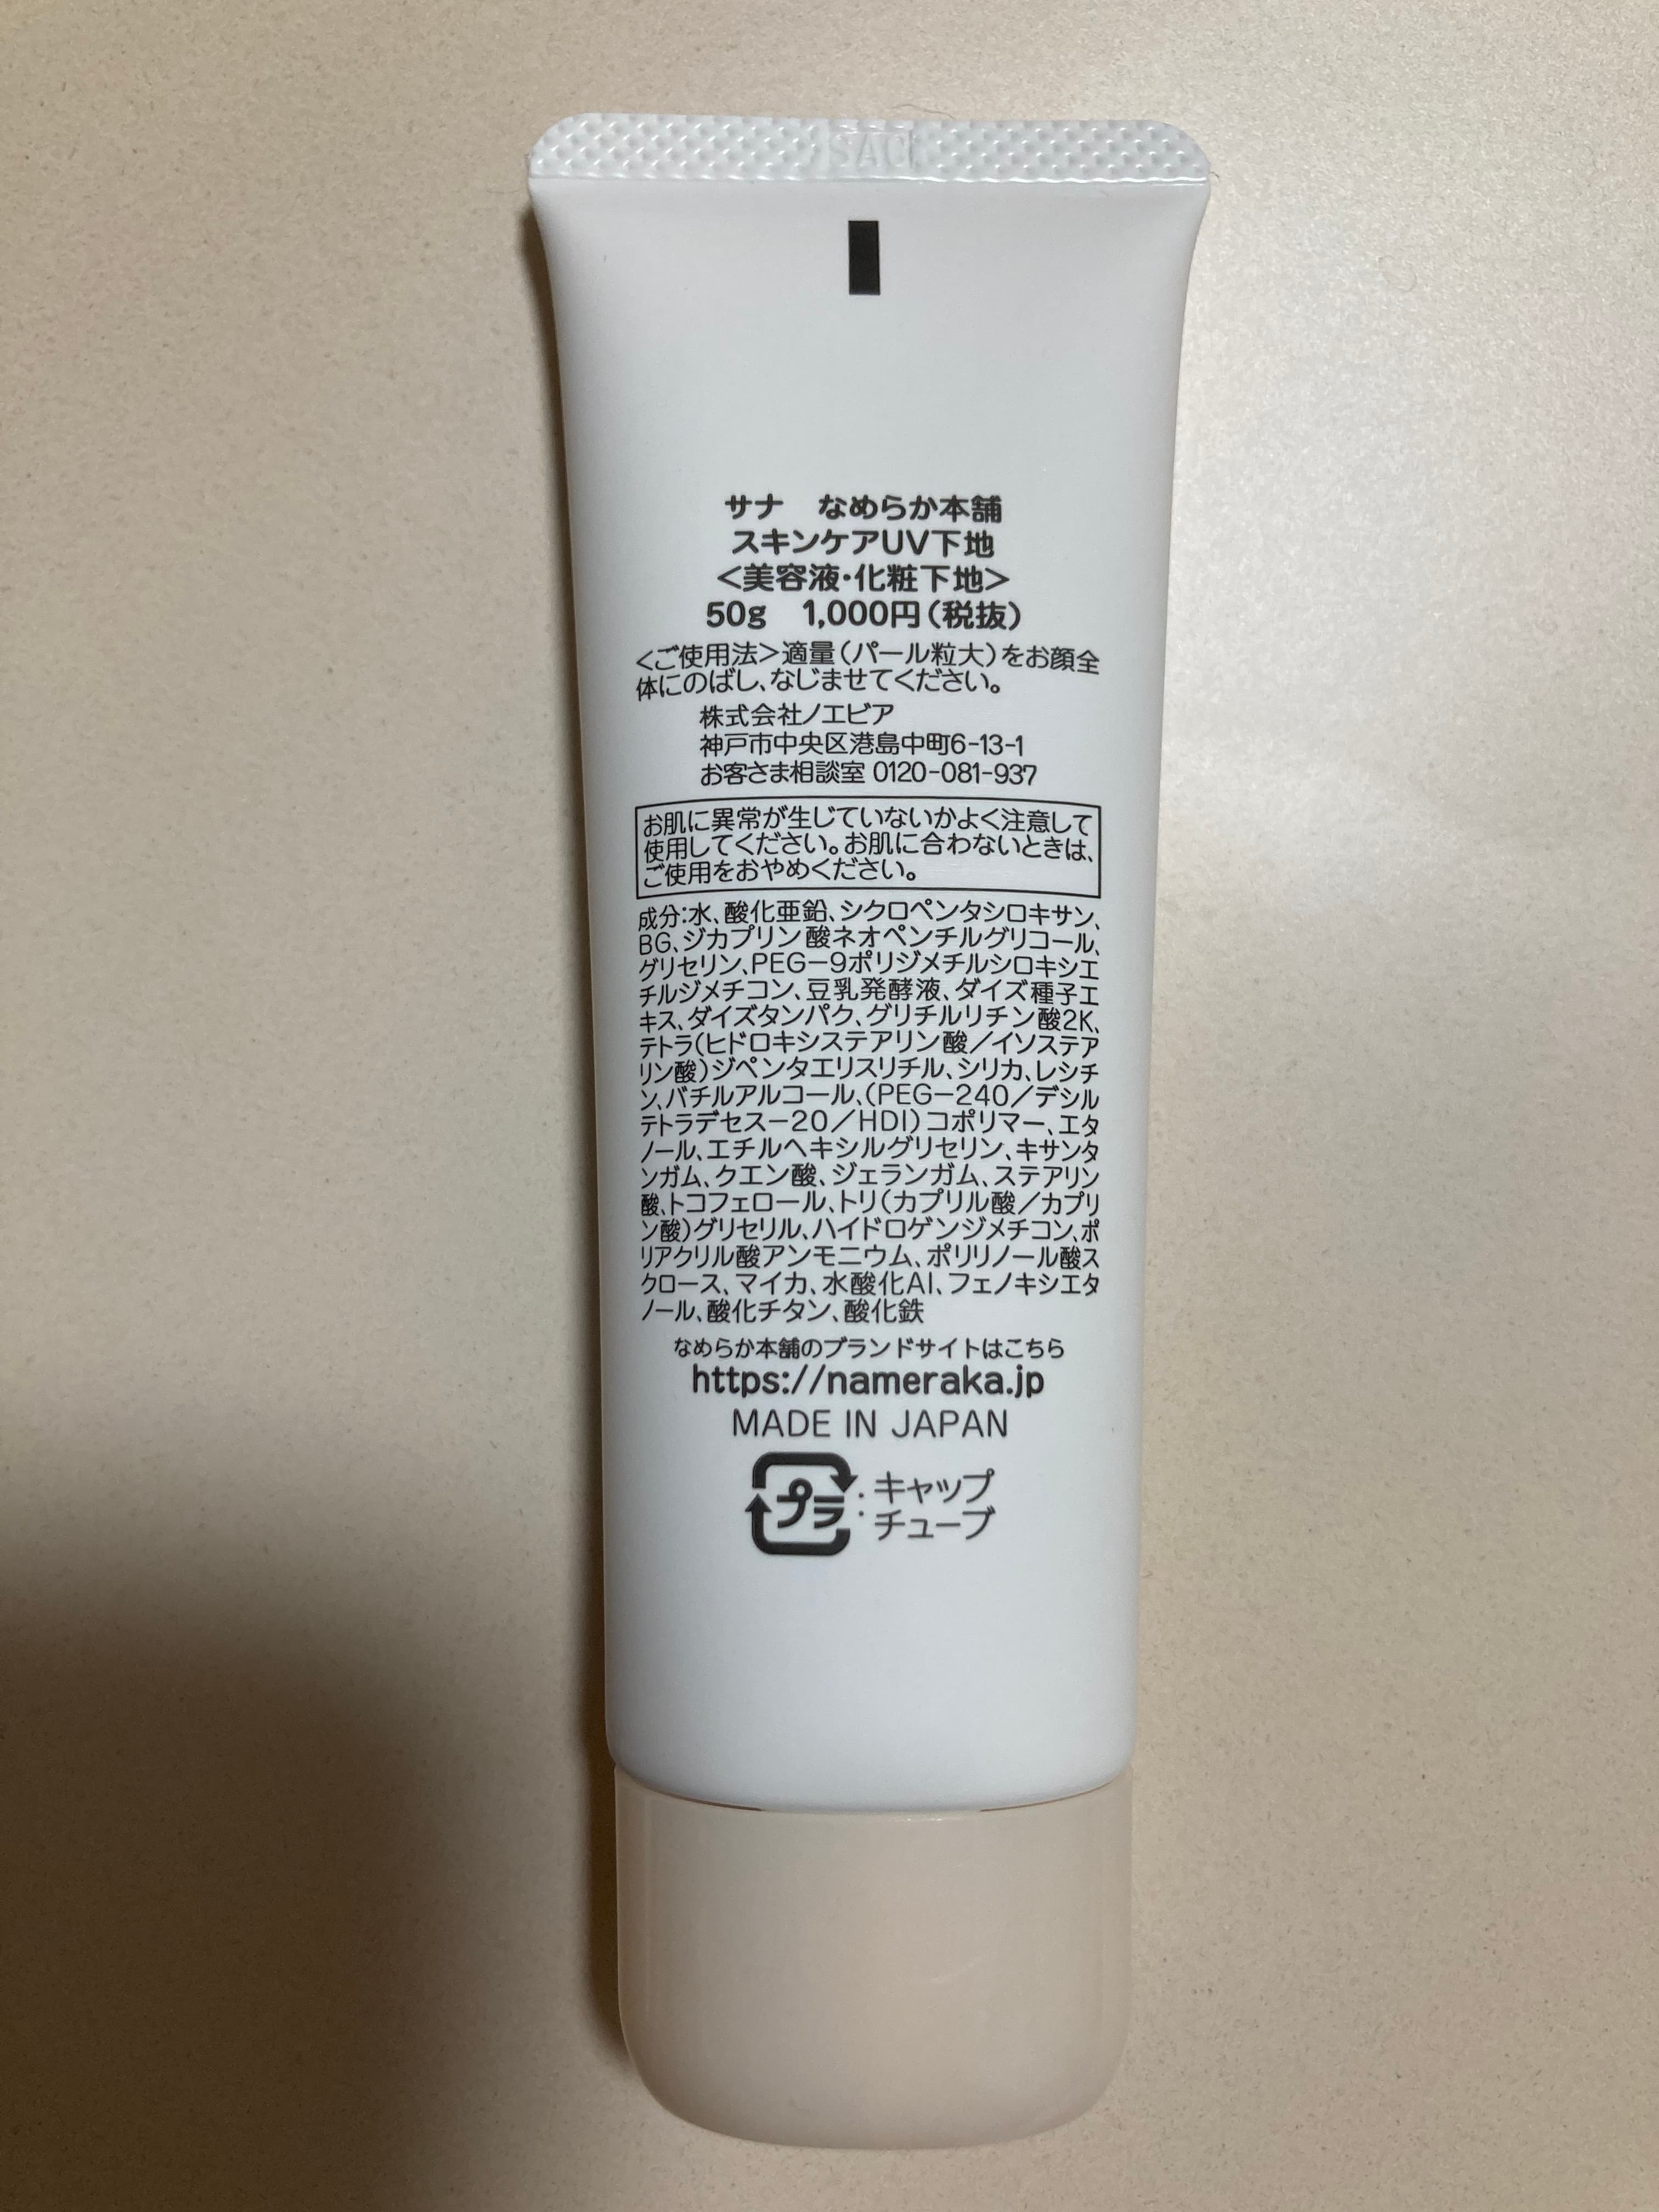 サナ なめらか本舗
スキンケアUV下地
<美容液・化粧下地>
50g 1,000円(税抜)
<ご使用法>適量(パール粒大)をお顔全
体にのばし、なじませてください。
株式会社ノエビア
神戸市中央区港島中町6-13-1
お客さま相談室 0120-081-937
お肌に異常が生じていないかよく注意して
使用してください。お肌に合わないときは、
ご使用をおやめください。
成分:水、酸化亜鉛、シクロペンタシロキサン、
BG、ジカプリン酸ネオペンチルグリコール、
グリセリン、PEG-9ポリジメチルシロキシエ
チルジメチコン、豆乳発酵液、ダイズ種子エ
キス、ダイズタンパク、グリチルリチン酸2K、
テトラ(ヒドロキシステアリン酸/イソステア
リン酸)ジペンタエリスリチル、シリカ、レシチ
ン、バチルアルコール、(PEG-240/デシル
テトラデセス-20/HDI)コポリマー、エタ
ノール、エチルヘキシルグリセリン、キサンタ
ンガム、クエン酸、ジェランガム、ステアリン
酸、トコフェロール、トリ(カプリル酸/カプリ
ン酸)グリセリル、ハイドロゲンジメチコン、ポ
リアクリル酸アンモニウム、ポリリノール酸ス
クロース、マイカ、水酸化Al、フェノキシエタ
ノール、酸化チタン、酸化鉄
なめらか本舗のブランドサイトはこちら
https://nameraka.jp
MADE IN JAPAN
プラ : キャップ
チューブ